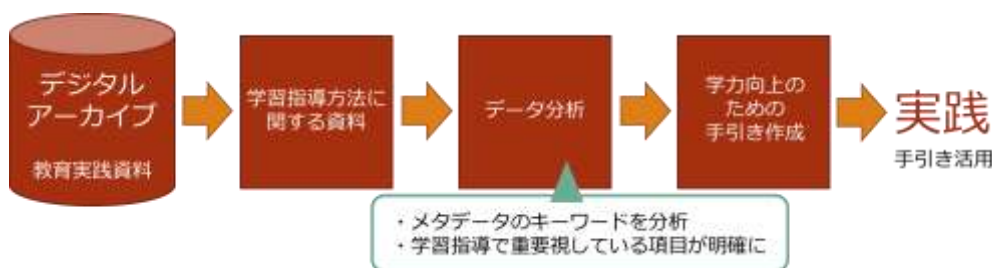 デジタル
アーカイブ
教育実践資料
学習指導方法に
関する資料
データ分析
学力向上の
ための
手引き作成
実践
手引き活用
・メタデータのキーワードを分析
・学習指導で重要視している項目が明確に